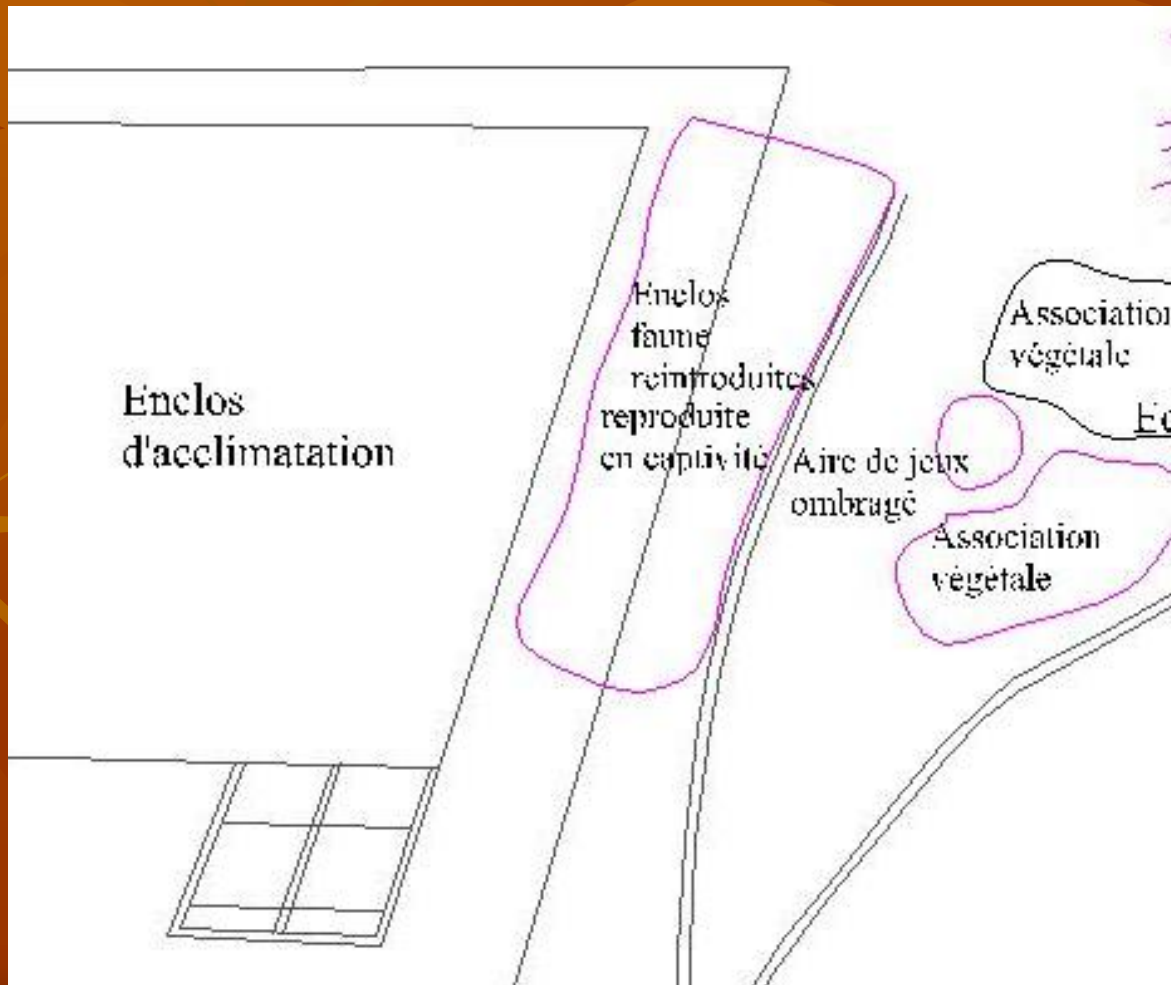 Enclos
d'acclimatation
Enclos
faune
reintroduites
reproduite
en captivité
Aire de jeux
ombragé
Association
végétale
Association
végétale